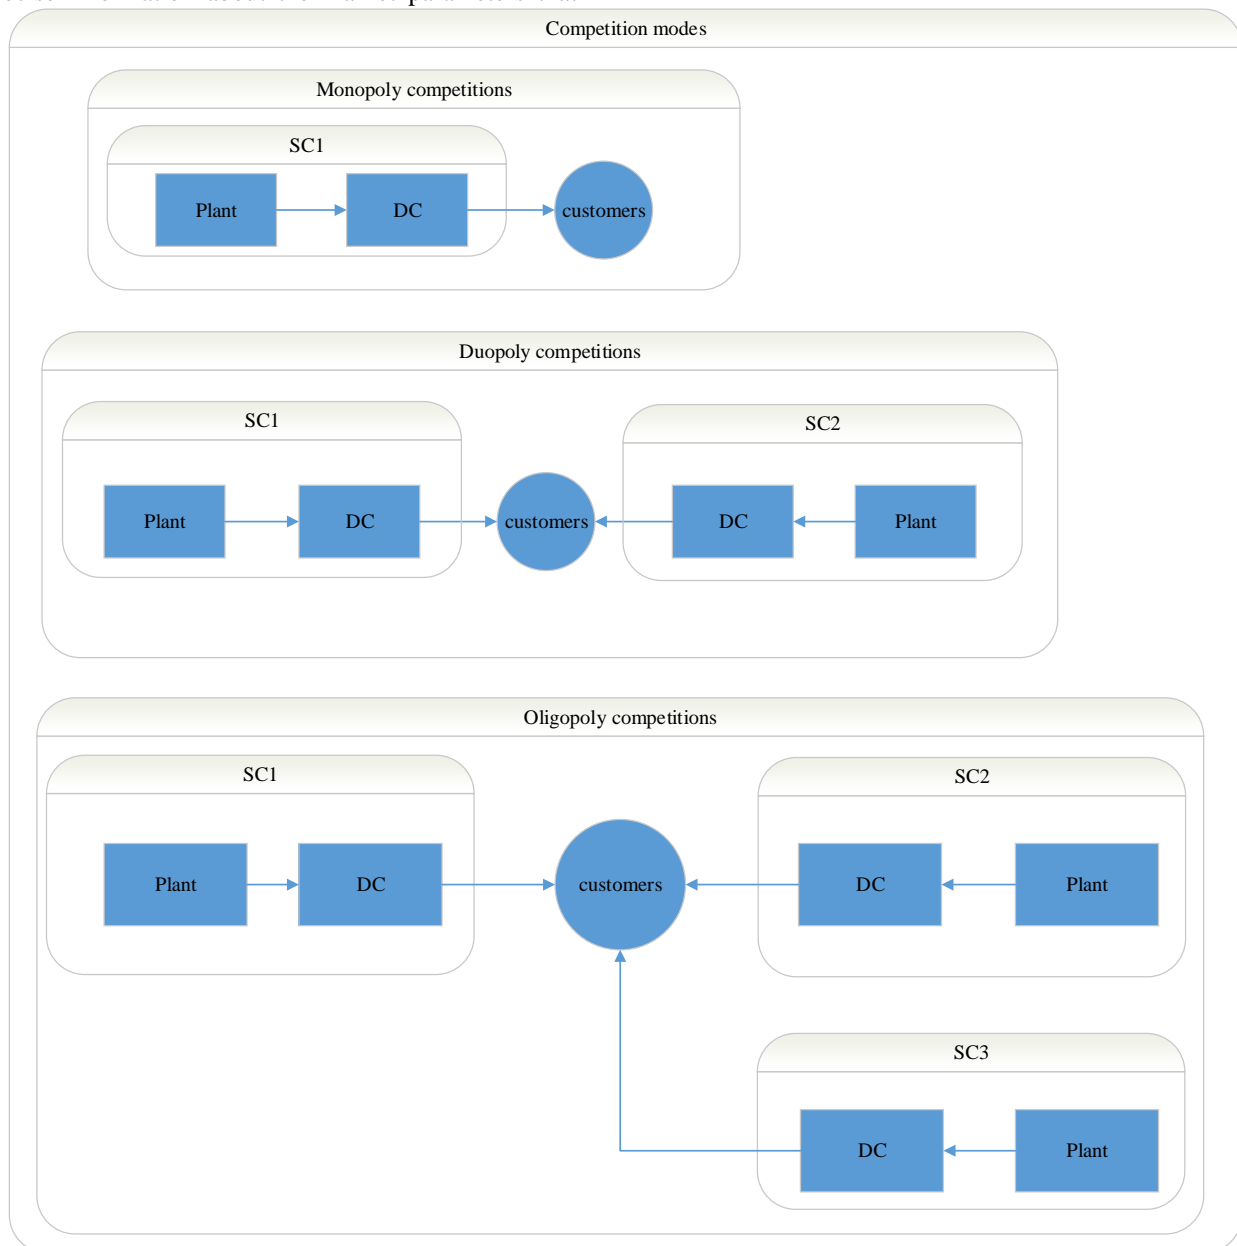 Competition modes
Monopoly competitions
SC1
Plant
DC
customers
Duopoly competitions
SC1
SC2
Plant
DC
customers
DC
Plant
Oligopoly competitions
SC1
SC2
Plant
DC
customers
DC
Plant
SC3
DC
Plant